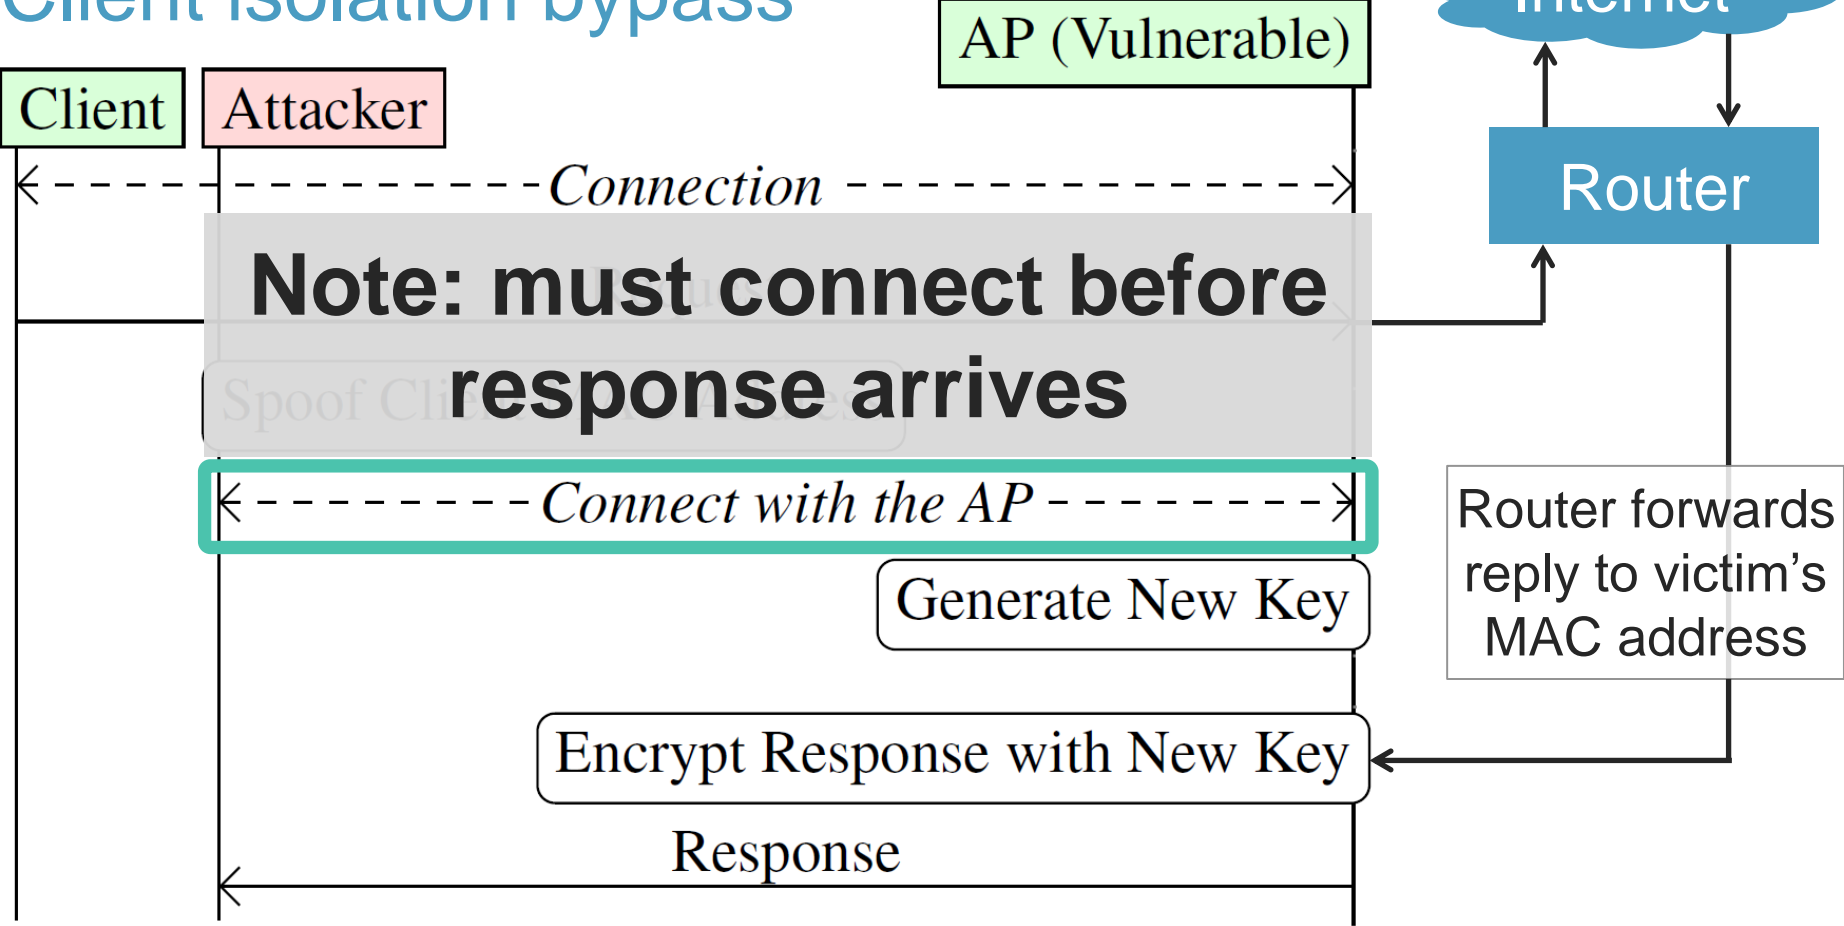 Client isolation bypass
AP (Vulnerable)
Internet
Client
Attacker
Connection
Router
Note: must connect before
response arrives
Spoof
Connect with the AP
Router forwards
reply to victim's
MAC address
Generate New Key
Encrypt Response with New Key
Response